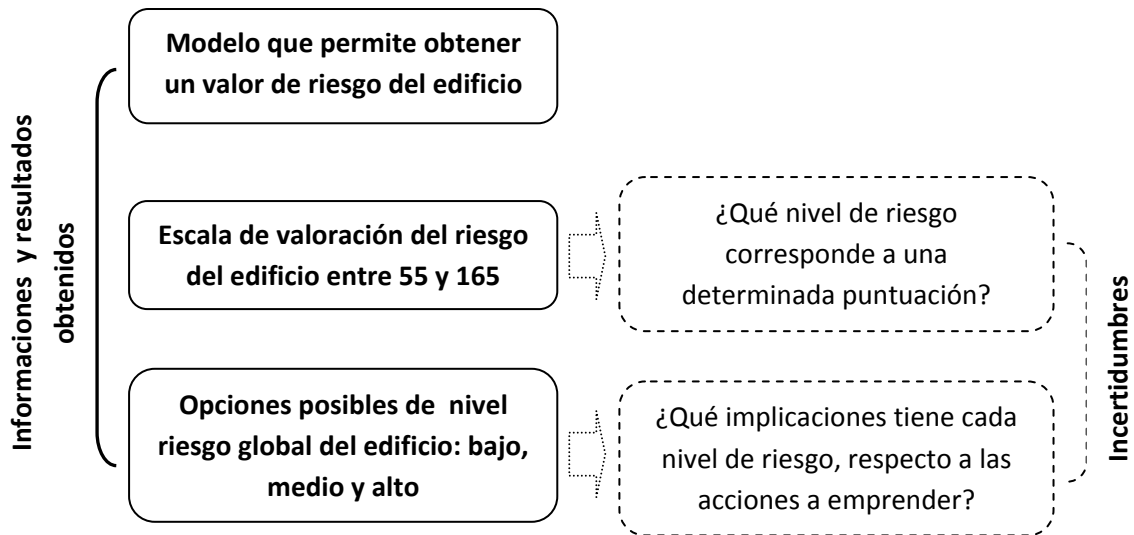 Informaciones y resultados
obtenidos
Modelo que permite obtener
un valor de riesgo del edificio
Escala de valoración del riesgo
del edificio entre 55 y 165
¿Qué nivel de riesgo
corresponde a una
determinada puntuación?
Opciones posibles de nivel
riesgo global del edificio: bajo,
medio y alto
¿Qué implicaciones tiene cada
nivel de riesgo, respecto a las
acciones a emprender?
Incertidumbres